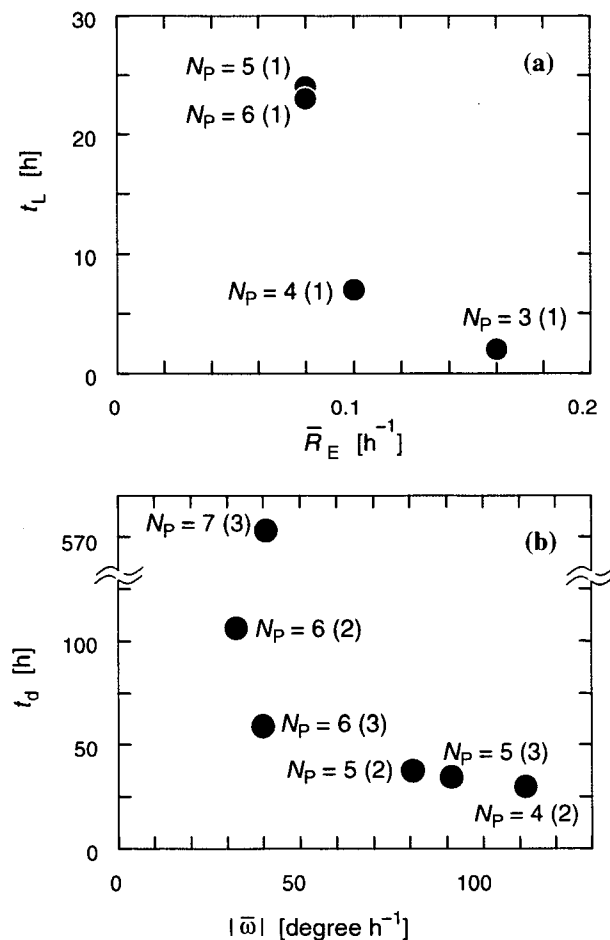 30
(a)
N_P = 5 (1)
N_P = 6 (1)
20
t_L [h]
10
N_P = 4 (1)
N_P = 3 (1)
0
0 0.1 0.2
R̅_E [h⁻¹]
N_P = 7 (3)
(b)
570
N_P = 6 (2)
100
t_d [h]
N_P = 6 (3)
50
N_P = 5 (3)
N_P = 5 (2)
N_P = 4 (2)
0
0 50 100
|ω̅| [degree h⁻¹]